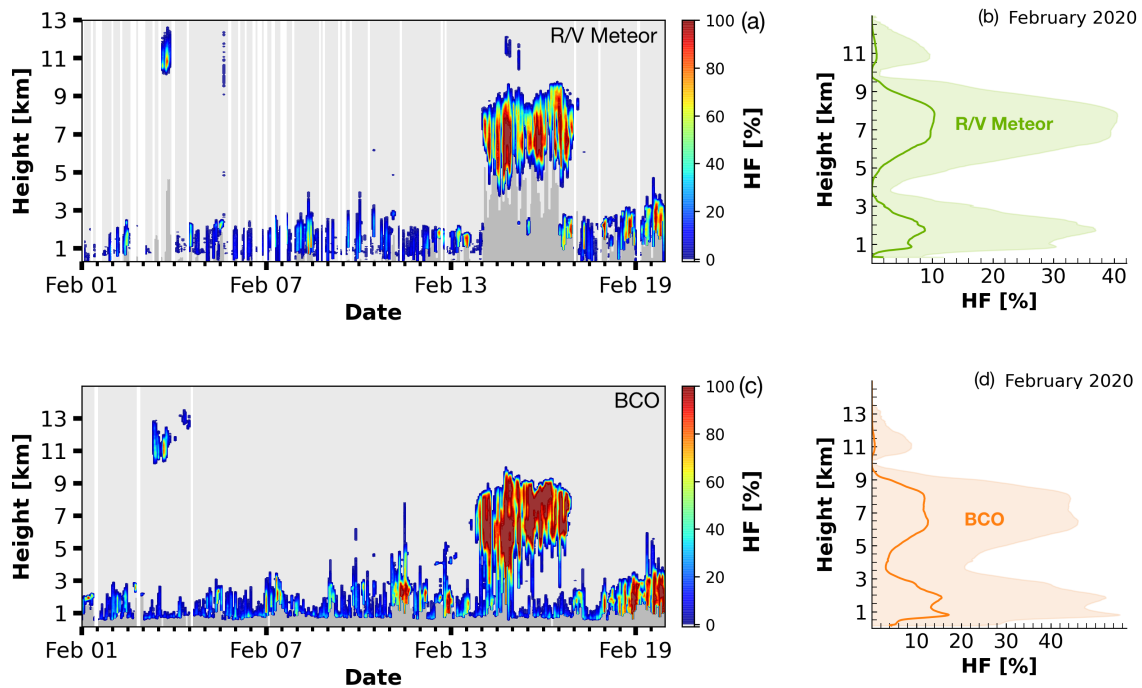 13
11
9
7
5
3
1
Height [km]
R/V Meteor
(a)
100
80
60
40
20
0
HF [%]
Feb 01
Feb 07
Feb 13
Feb 19
Date
(b) February 2020
11
9
7
5
3
1
Height [km]
R/V Meteor
10
20
30
40
HF [%]
13
11
9
7
5
3
1
Height [km]
BCO
(c)
100
80
60
40
20
0
HF [%]
Feb 01
Feb 07
Feb 13
Feb 19
Date
(d) February 2020
13
11
9
7
5
3
1
Height [km]
BCO
10
20
30
40
HF [%]